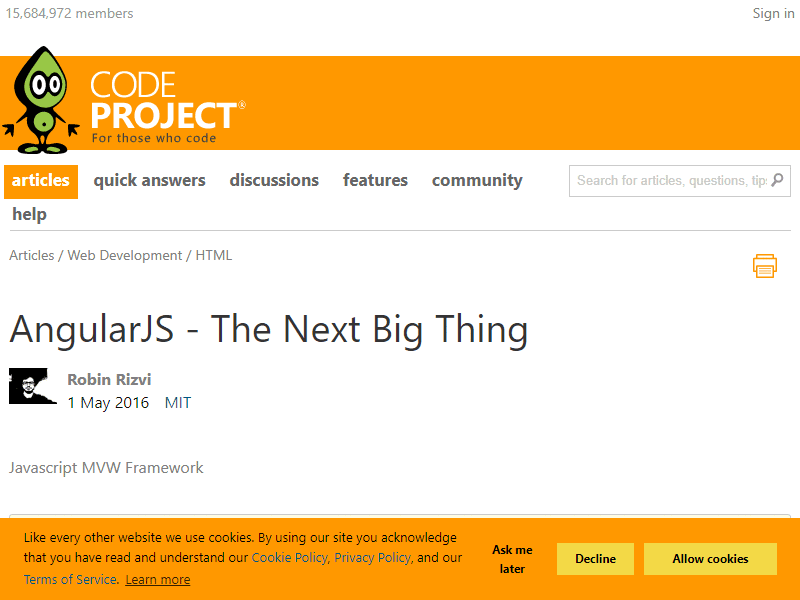 15,684,972 members
Sign in
CODE
PROJECT®
For those who code
articles quick answers discussions features community
Search for articles, questions, tips
help
Articles / Web Development / HTML
AngularJS - The Next Big Thing
Robin Rizvi
1 May 2016 MIT
Javascript MVW Framework
Like every other website we use cookies. By using our site you acknowledge
that you have read and understand our Cookie Policy, Privacy Policy, and our
Terms of Service. Learn more
Ask me
later
Decline
Allow cookies